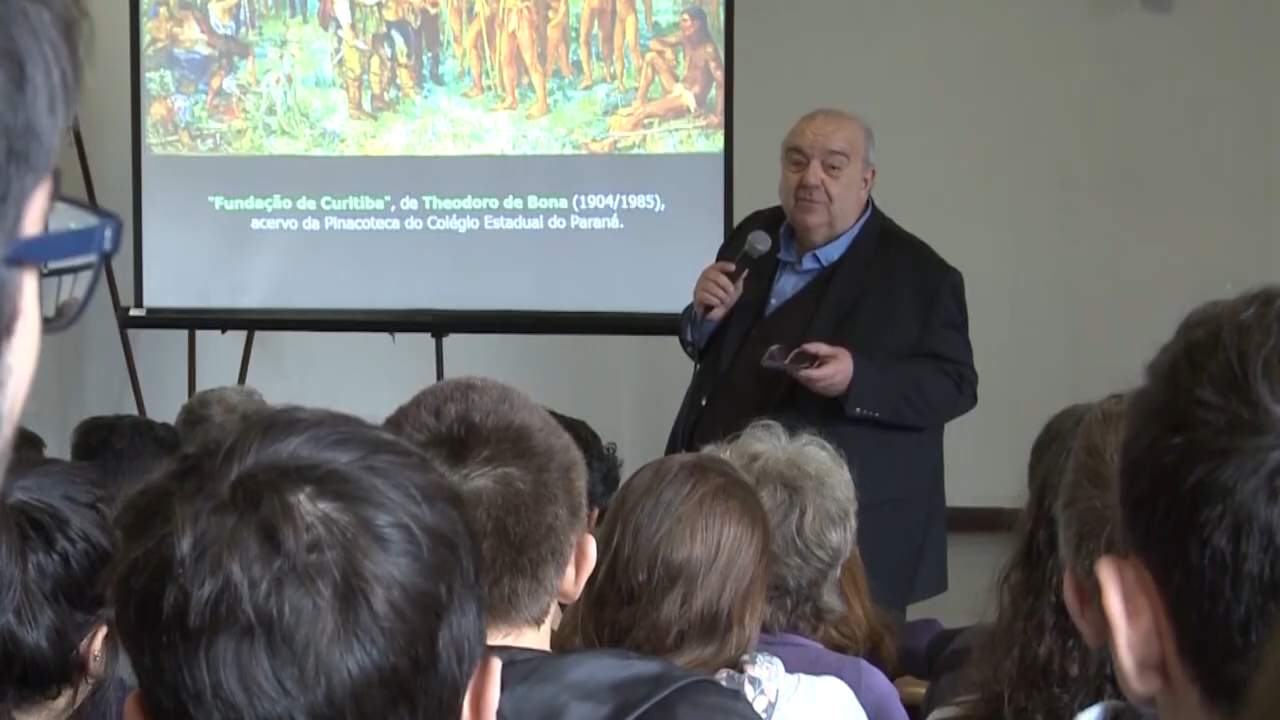 "Fundação de Curitiba", de Theodoro de Bona (1904/1985),
acervo da Pinacoteca do Colégio Estadual do Paraná.